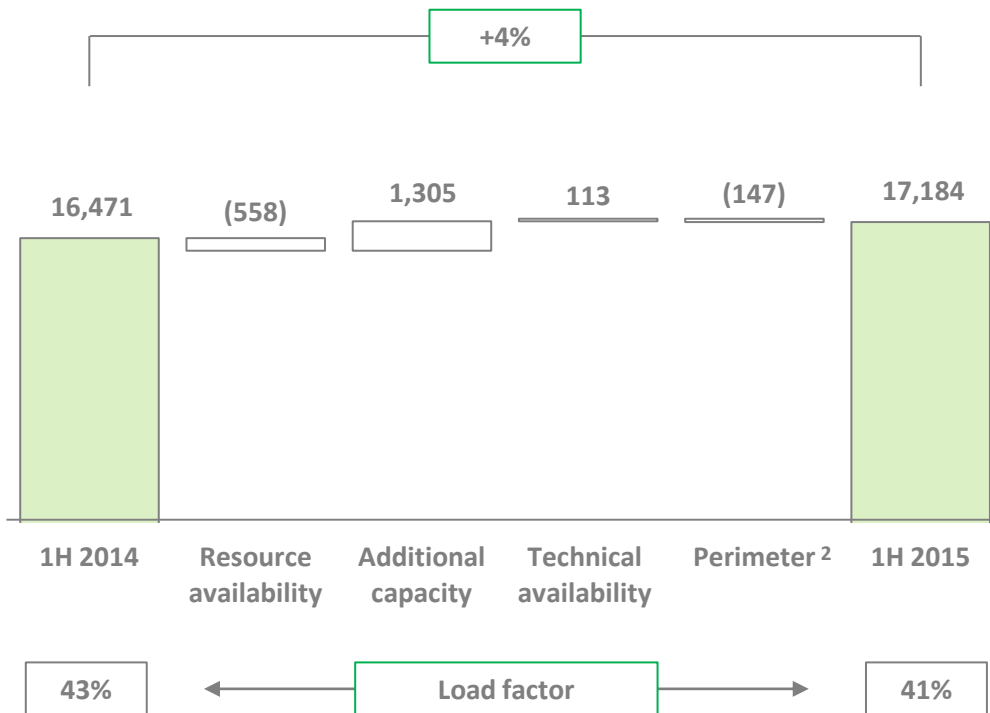 +4%
16,471
(558)
1,305
113
(147)
17,184
1H 2014
Resource
availability
Additional
capacity
Technical
availability
Perimeter 2
1H 2015
43%
Load factor
41%